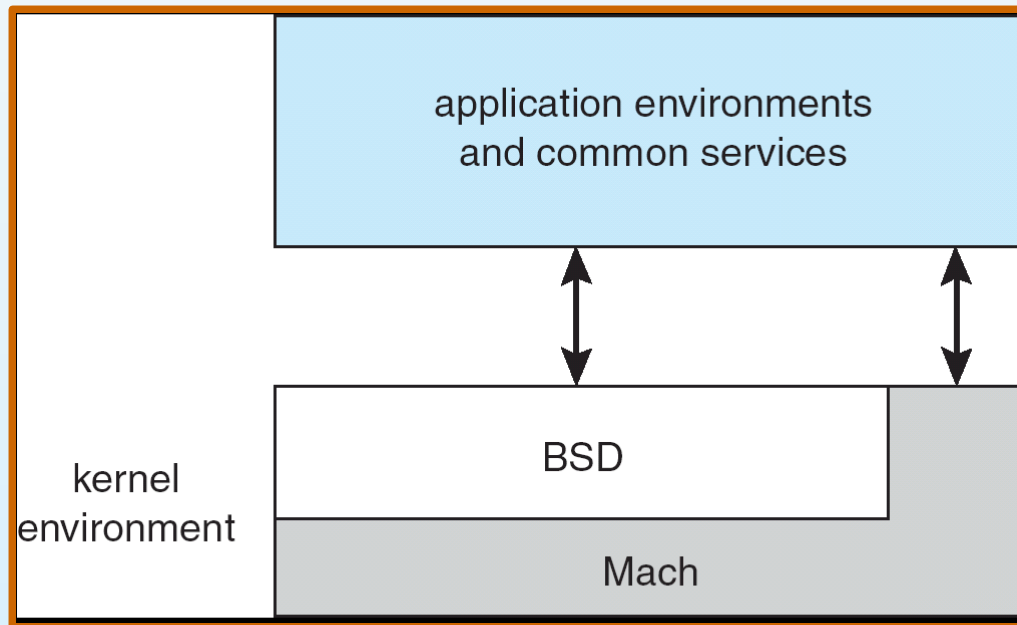 application environments
and common services
BSD
kernel
environment
Mach